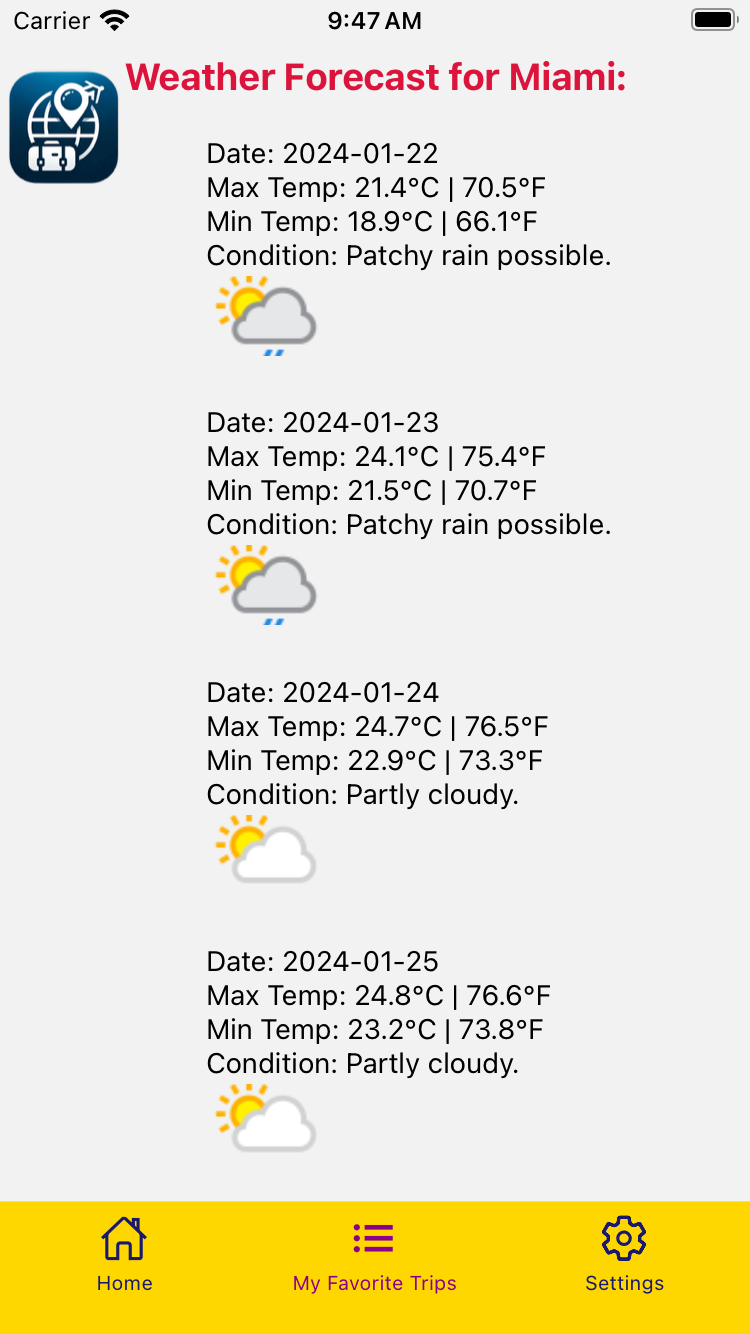 Carrier
9:47 AM
Weather Forecast for Miami:
Date: 2024-01-22
Max Temp: 21.4°C | 70.5°F
Min Temp: 18.9°C | 66.1°F
Condition: Patchy rain possible.
Date: 2024-01-23
Max Temp: 24.1°C | 75.4°F
Min Temp: 21.5°C | 70.7°F
Condition: Patchy rain possible.
Date: 2024-01-24
Max Temp: 24.7°C | 76.5°F
Min Temp: 22.9°C | 73.3°F
Condition: Partly cloudy.
Date: 2024-01-25
Max Temp: 24.8°C | 76.6°F
Min Temp: 23.2°C | 73.8°F
Condition: Partly cloudy.
Home
My Favorite Trips
Settings